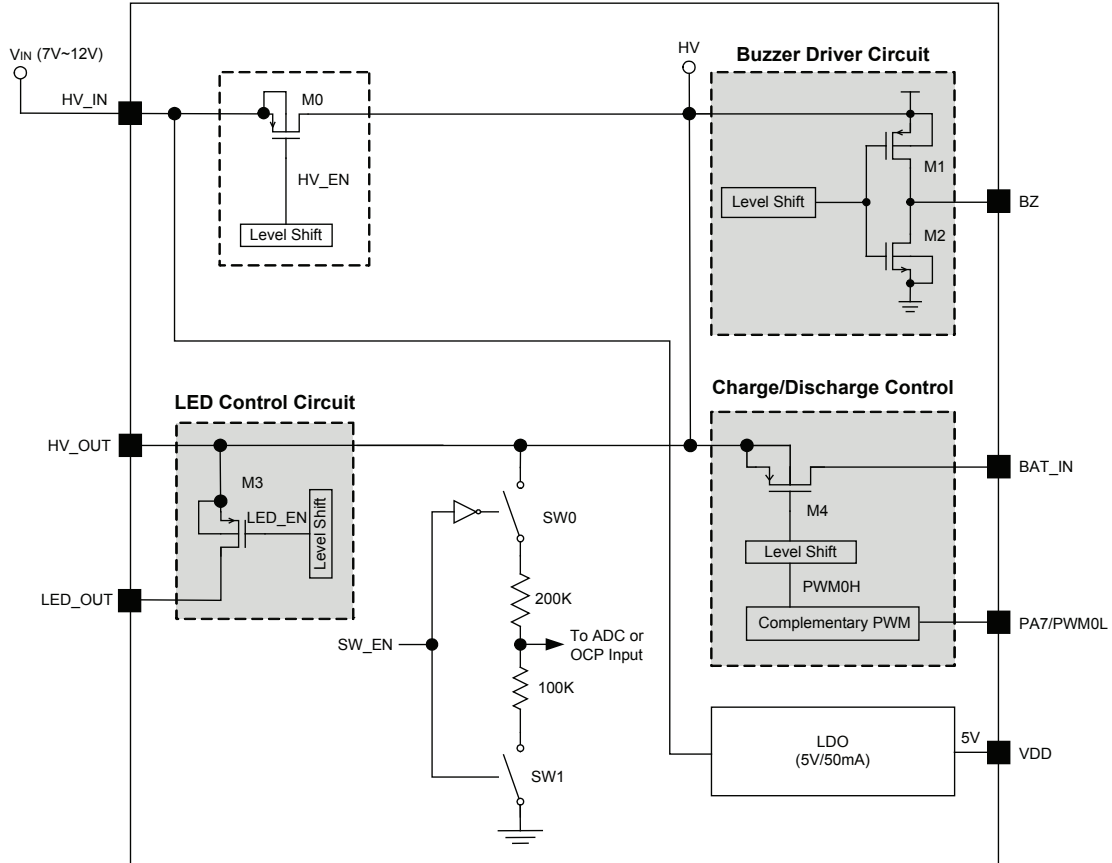 VIN (7V~12V)
HV_IN
M0
HV_EN
Level Shift
HV
Buzzer Driver Circuit
M1
Level Shift
M2
BZ
LED Control Circuit
HV_OUT
M3
LED_EN
Level Shift
LED_OUT
SW0
200K
SW_EN
To ADC or
OCP Input
100K
SW1
Charge/Discharge Control
M4
BAT_IN
Level Shift
PWM0H
Complementary PWM
PA7/PWM0L
LDO
(5V/50mA)
5V
VDD